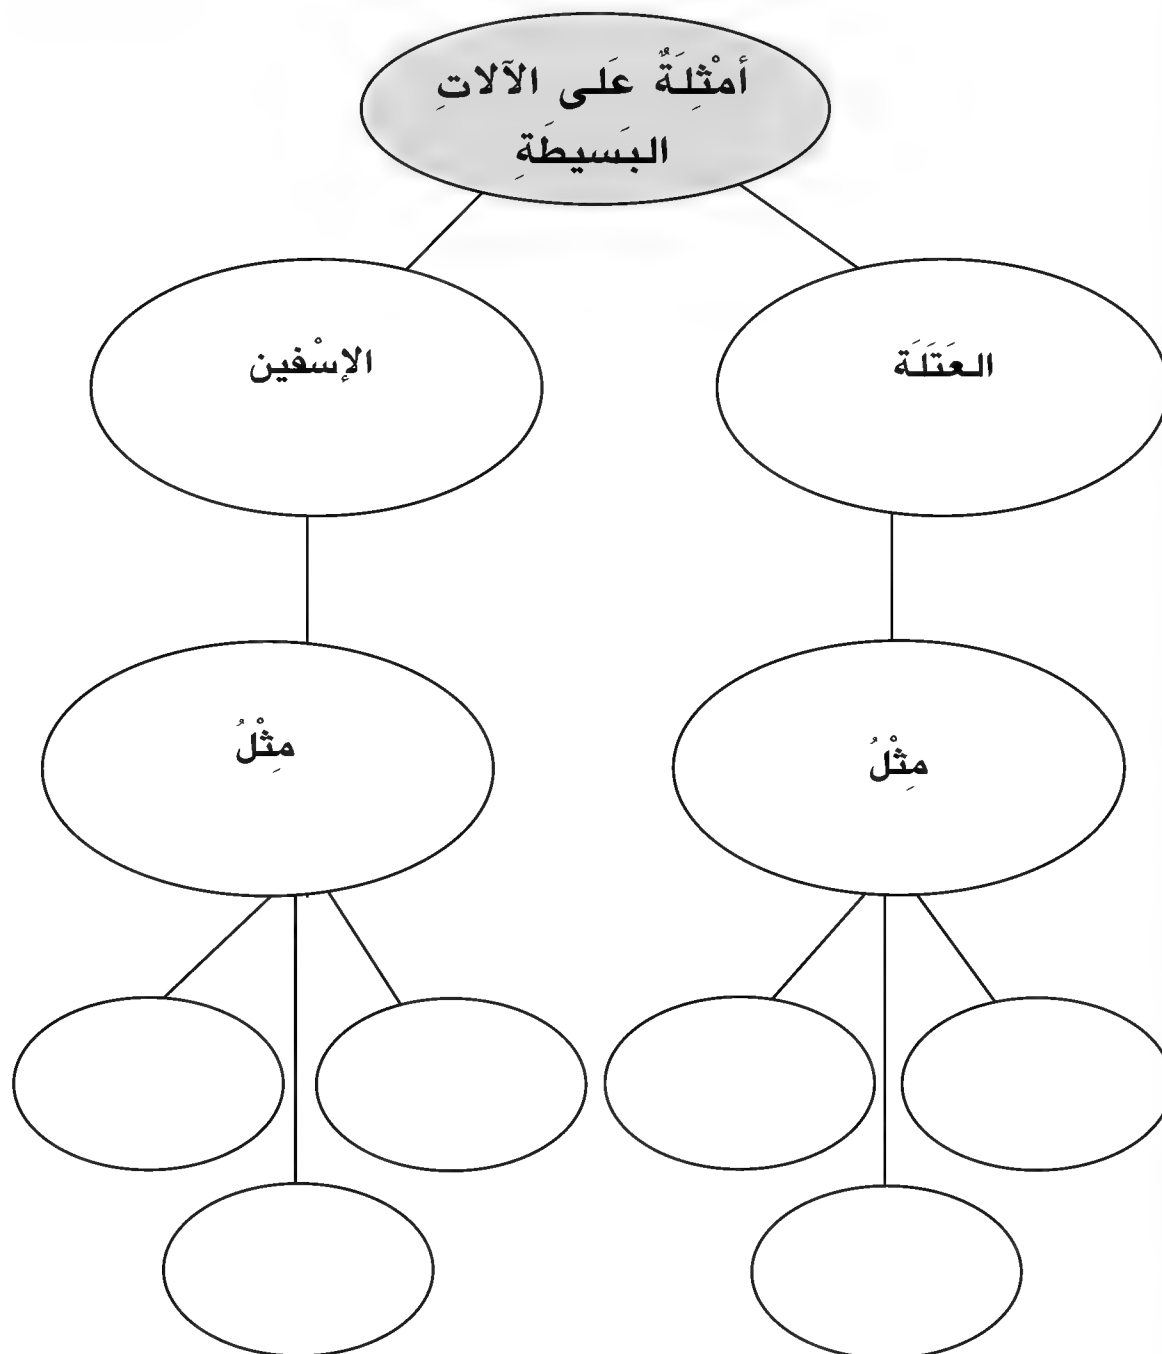 أمْثِلَةٌ عَلى الآلاتِ
البَسيطَةِ
العَتَلَة
الإسْفين
مِثْلُ
مِثْلُ